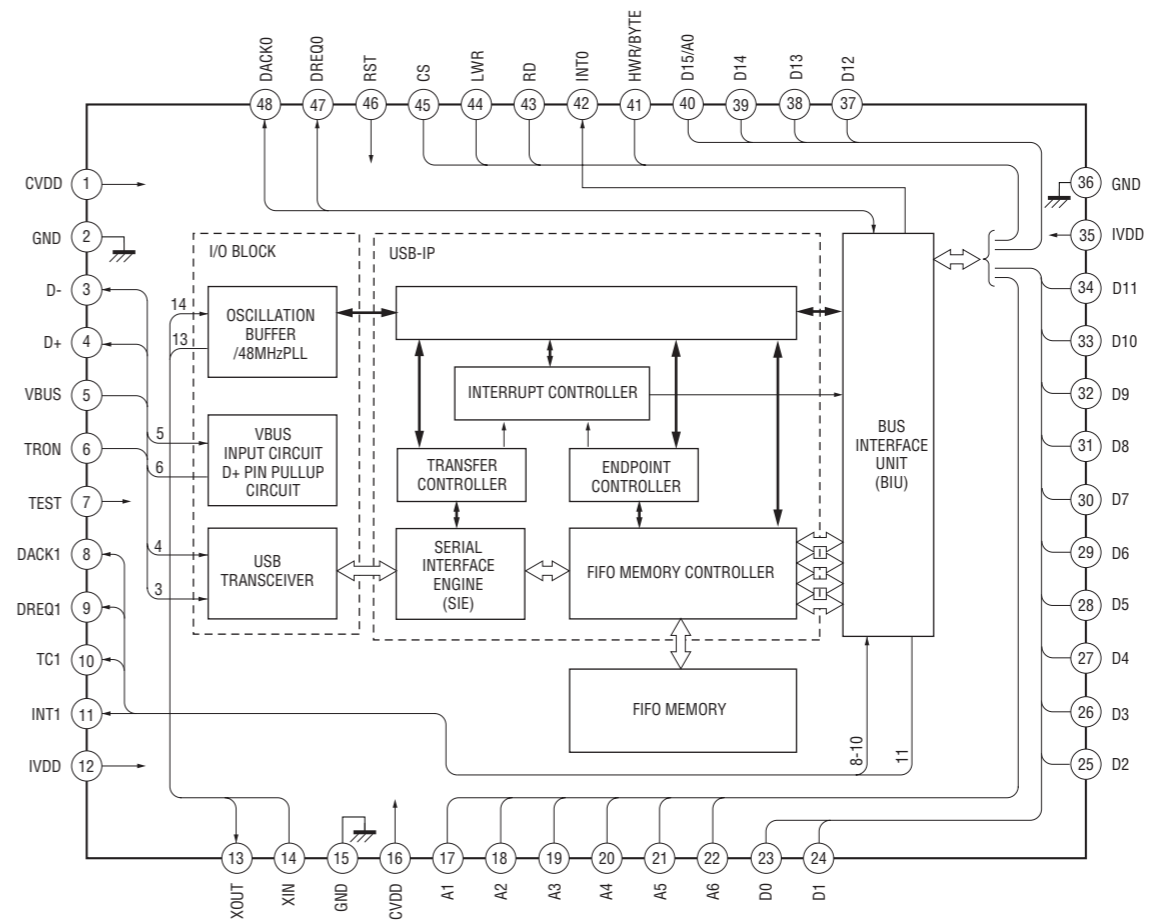 DACK0
DREQ0
RST
CS
LWR
RD
INT0
HWR/BYTE
D15/A0
D14
D13
D12
48
47
46
45
44
43
42
41
40
39
38
37
CVDD
1
GND
2
D-
3
D+
4
VBUS
5
TRON
6
TEST
7
DACK1
8
DREQ1
9
TC1
10
INT1
11
IVDD
12
I/O BLOCK
14
13
OSCILLATION
BUFFER
/48MHzPLL
5
6
VBUS
INPUT CIRCUIT
D+ PIN PULLUP
CIRCUIT
4
3
USB
TRANSCEIVER
USB-IP
INTERRUPT CONTROLLER
TRANSFER
CONTROLLER
ENDPOINT
CONTROLLER
SERIAL
INTERFACE
ENGINE
(SIE)
FIFO MEMORY CONTROLLER
FIFO MEMORY
BUS
INTERFACE
UNIT
(BIU)
8-10
11
36
GND
35
IVDD
34
D11
33
D10
32
D9
31
D8
30
D7
29
D6
28
D5
27
D4
26
D3
25
D2
13
14
15
16
17
18
19
20
21
22
23
24
XOUT
XIN
GND
CVDD
A1
A2
A3
A4
A5
A6
D0
D1